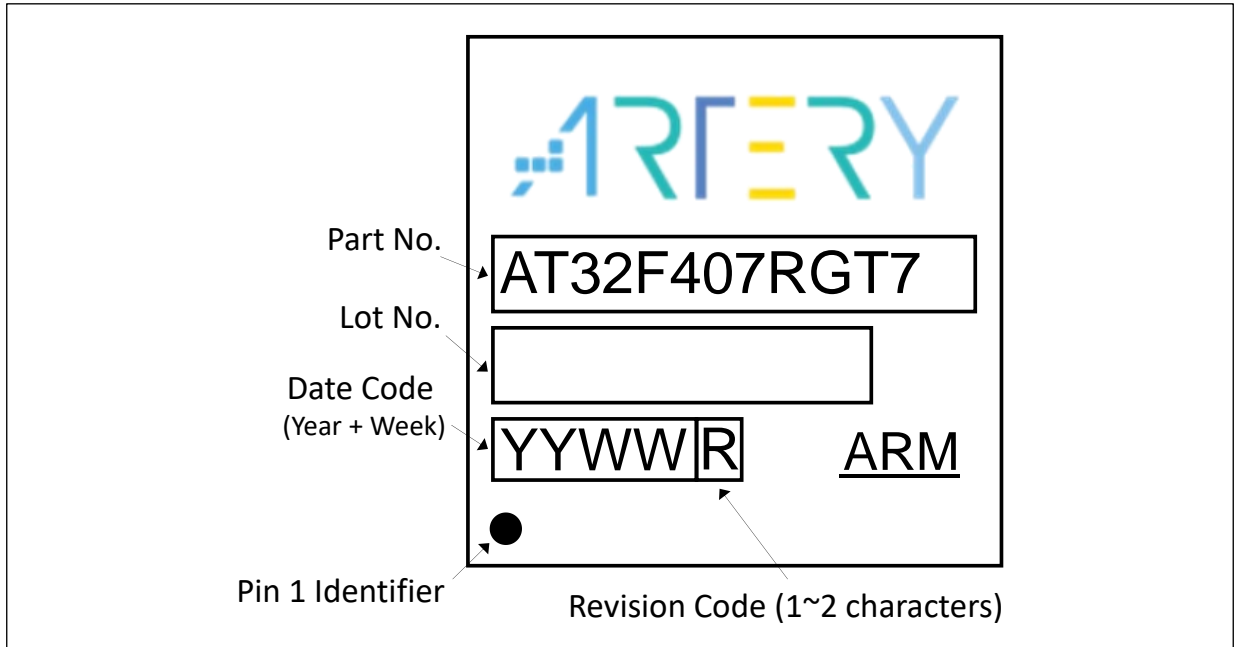 ARTERY
Part No.
AT32F407RGT7
Lot No.
Date Code
(Year + Week)
YYWW R
ARM
Pin 1 Identifier
Revision Code (1~2 characters)